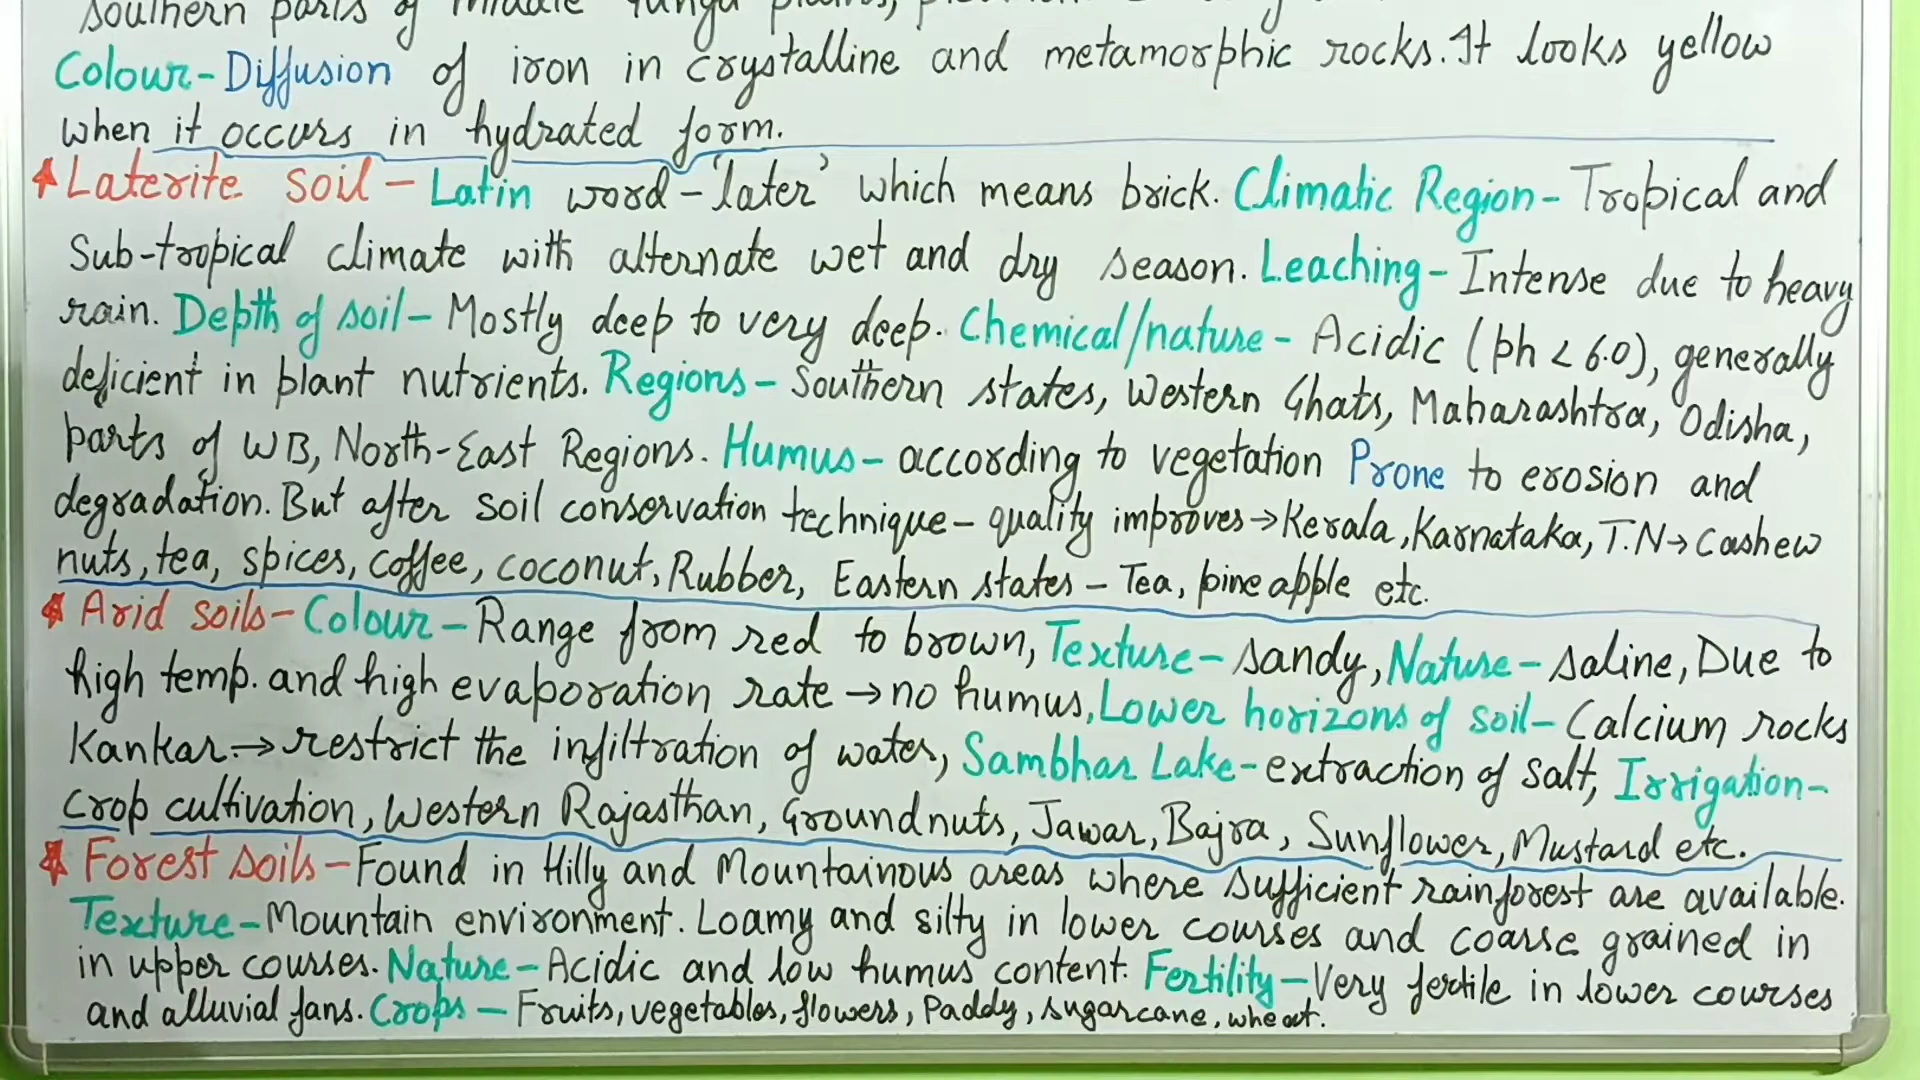 southern parts of middle Ganga plains,
Colour-Diffusion of iron in crystalline and metamorphic rocks. It looks yellow
when it occurs in hydrated form.
★ Laterite soil - Latin word - 'later' which means brick. Climatic Region - Tropical and
Sub-tropical climate with alternate wet and dry season. Leaching - Intense due to heavy
rain. Depth of soil - Mostly deep to very deep. Chemical/nature - Acidic (ph < 6.0), generally
deficient in plant nutrients. Regions - Southern states, Western Ghats, Maharashtra, Odisha,
parts of WB, North-East Regions. Humus - according to vegetation Prone to erosion and
degradation. But after soil conservation technique - quality improves → Kerala, Karnataka, T.N → Cashew
nuts, tea, spices, coffee, coconut, Rubber, Eastern states - Tea, pine apple etc.
★ Arid soils - Colour - Range from red to brown, Texture - sandy, Nature - saline, Due to
high temp. and high evaporation rate → no humus, Lower horizons of soil - Calcium rocks
Kankar → restrict the infiltration of water, Sambhar Lake - extraction of salt, Irrigation -
Crop cultivation, Western Rajasthan, Groundnuts, Jawar, Bajra, Sunflower, Mustard etc.
★ Forest soils - Found in Hilly and Mountainous areas where sufficient rainforest are available.
Texture - Mountain environment. Loamy and silty in lower courses and coarse grained in
in upper courses. Nature - Acidic and low humus content. Fertility - Very fertile in lower courses
and alluvial fans. Crops - Fruits, vegetables, flowers, Paddy, sugarcane, wheat.